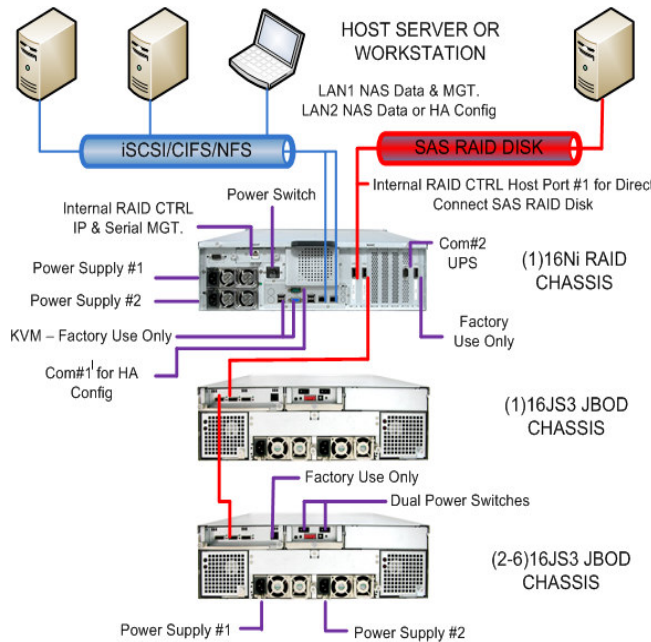 HOST SERVER OR
WORKSTATION
LAN1 NAS Data & MGT.
LAN2 NAS Data or HA Config
iSCSI/CIFS/NFS
SAS RAID DISK
Power Switch
Internal RAID CTRL Host Port #1 for Direct
Connect SAS RAID Disk
Internal RAID CTRL
IP & Serial MGT.
Com#2
UPS
(1)16Ni RAID
CHASSIS
Power Supply #1
Power Supply #2
KVM – Factory Use Only
Factory
Use Only
Com#1 for HA
Config
(1)16JS3 JBOD
CHASSIS
Factory Use Only
Dual Power Switches
(2-6)16JS3 JBOD
CHASSIS
Power Supply #1
Power Supply #2